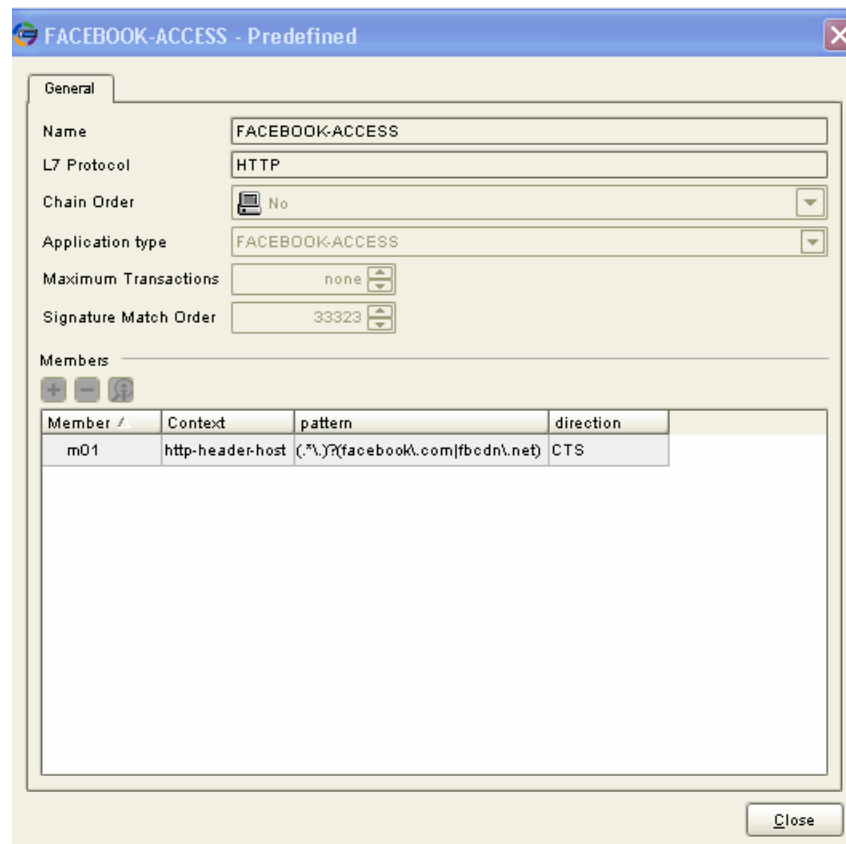 FACEBOOK-ACCESS - Predefined
General
Name FACEBOOK-ACCESS
L7 Protocol HTTP
Chain Order No
Application type FACEBOOK-ACCESS
Maximum Transactions none
Signature Match Order 33323
Members
Member Context pattern direction
m01 http-header-host (.*\.)?(facebook\.com|fbcdn\.net) CTS
Close